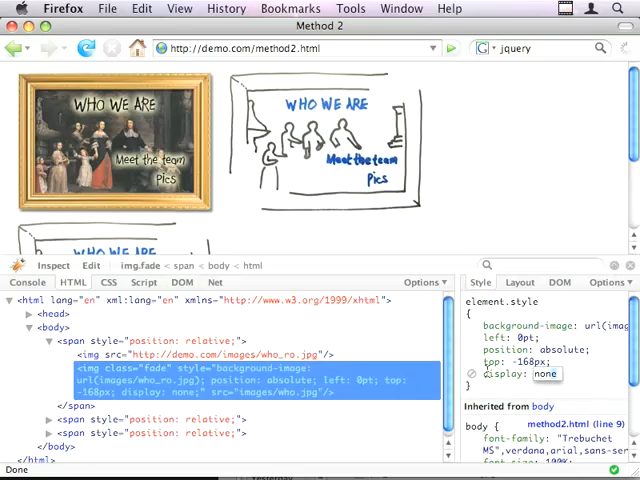 Firefox File Edit View History Bookmarks Tools Window Help
Method 2
http://demo.com/method2.html
jquery
WHO WE ARE
Meet the team
Pics
WHO WE ARE
Meet the team
Pics
WHO WE ARE
Inspect Edit img.fade < span < body < html
Console HTML CSS Script DOM Net Options
Style Layout DOM Options
<html lang="en" xml:lang="en" xmlns="http://www.w3.org/1999/xhtml">
<head>
<body>
<span style="position: relative;">
<img src="http://demo.com/images/who_ro.jpg"/>
<img class="fade" style="background-image:
url(images/who_ro.jpg); position: absolute; left: 0pt; top:
-168px; display: none;" src="images/who.jpg"/>
</span>
<span style="position: relative;">
<span style="position: relative;">
</body>
</html>
element.style
{
background-image: url(ima
left: 0pt;
position: absolute;
top: -168px;
display: none
}
Inherited from body
method2.html (line 9)
body {
font-family: "Trebuchet
MS",verdana,arial,sans-ser
font-size: 100%
Done
Yesterday